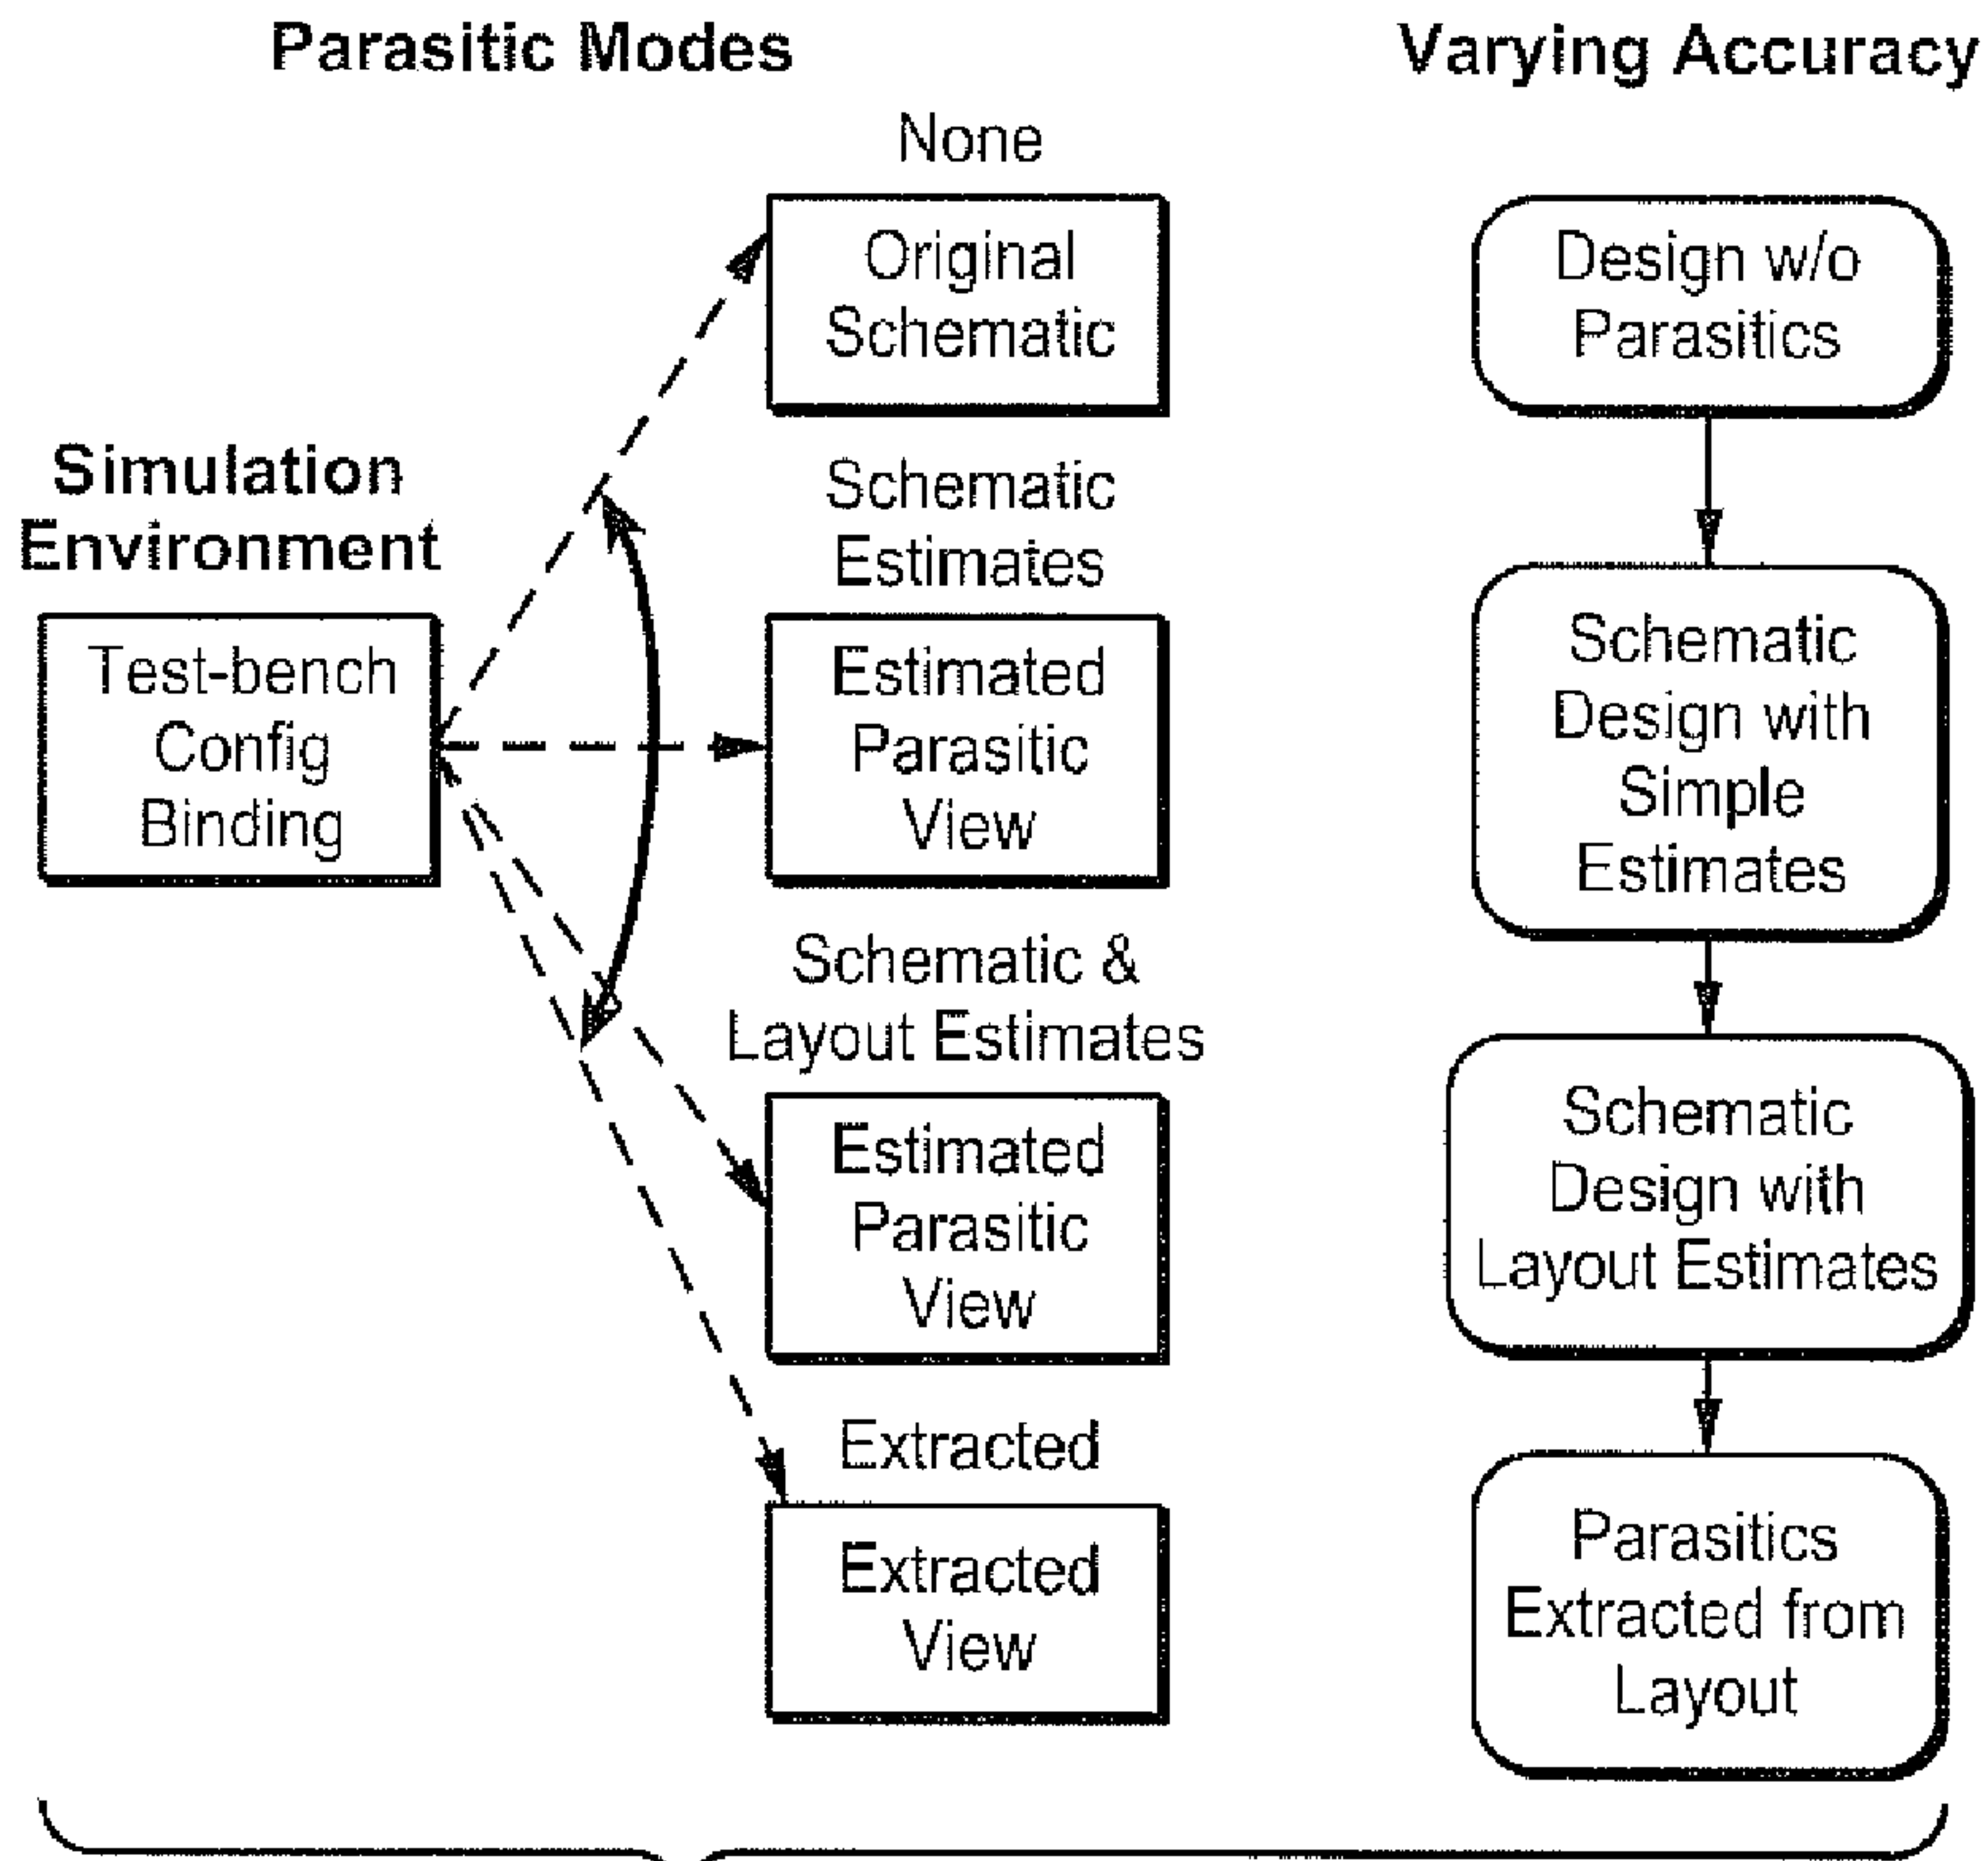 Parasitic Modes
Varying Accuracy
None
Original
Schematic
Design w/o
Parasitics
Simulation
Environment
Test-bench
Config
Binding
Schematic
Estimates
Estimated
Parasitic
View
Schematic
Design with
Simple
Estimates
Schematic &
Layout Estimates
Estimated
Parasitic
View
Schematic
Design with
Layout Estimates
Extracted
Extracted
View
Parasitics
Extracted from
Layout